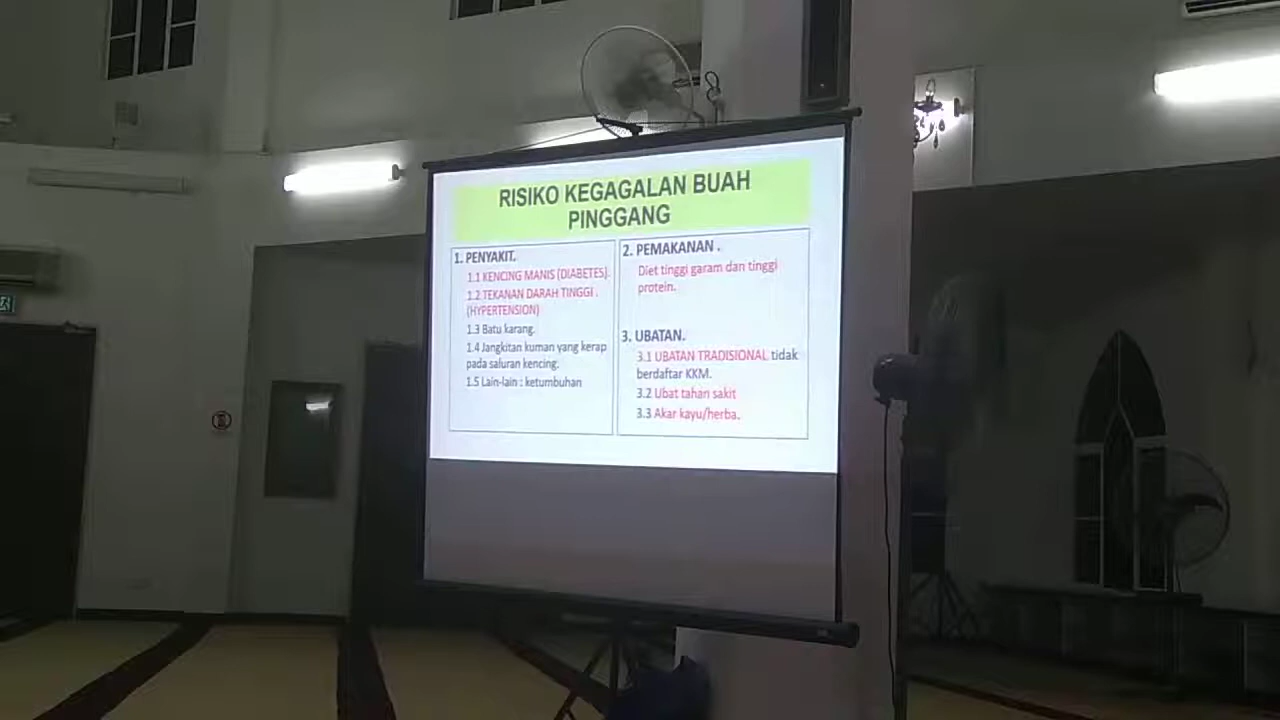 RISIKO KEGAGALAN BUAH
PINGGANG
1. PENYAKIT.
1.1 KENCING MANIS (DIABETES).
1.2 TEKANAN DARAH TINGGI .
(HYPERTENSION)
1.3 Batu karang.
1.4 Jangkitan kuman yang kerap
pada saluran kencing.
1.5 Lain-lain : ketumbuhan
2. PEMAKANAN .
Diet tinggi garam dan tinggi
protein.
3. UBATAN.
3.1 UBATAN TRADISIONAL tidak
berdaftar KKM.
3.2 Ubat tahan sakit
3.3 Akar kayu/herba.